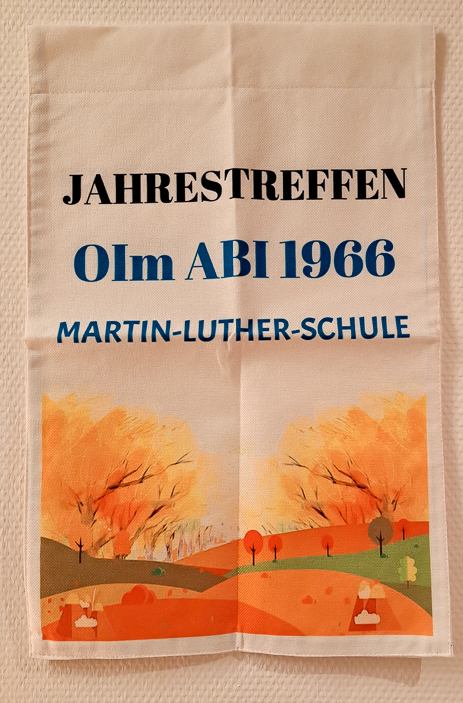 JAHRESTREFFEN
OIm ABI 1966
MARTIN-LUTHER-SCHULE